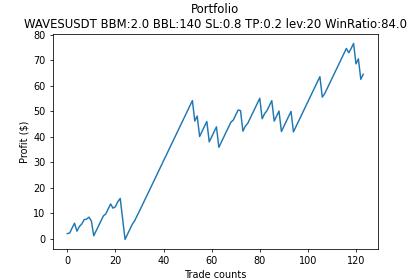 Portfolio
WAVESUSDT BBM:2.0 BBL:140 SL:0.8 TP:0.2 lev:20 WinRatio:84.0
80
70
60
50
40
30
20
10
0
Profit ($)
0 20 40 60 80 100 120
Trade counts